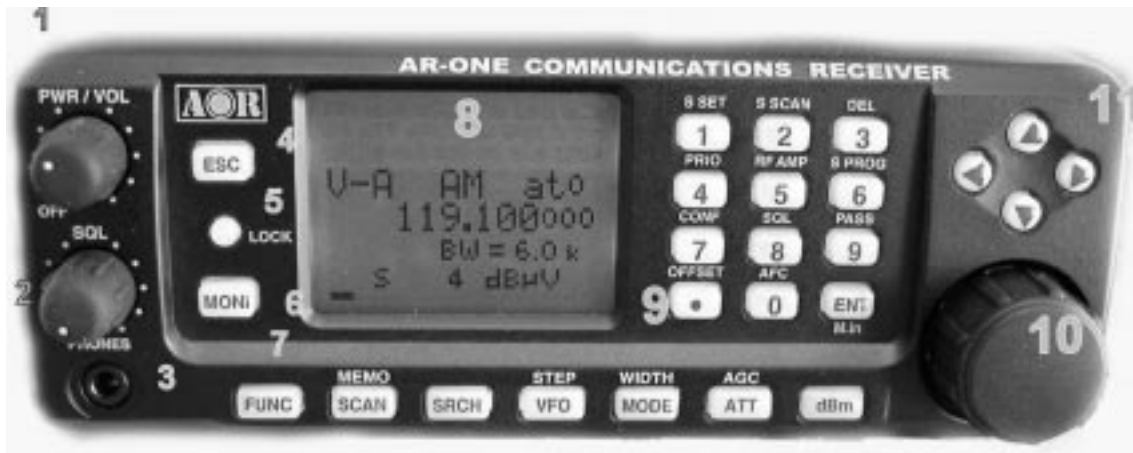 1
AR-ONE COMMUNICATIONS RECEIVER
PWR / VOL
OFF
SQL
2
PHONES
3
AOR
4
ESC
5
LOCK
MONi
6
7
8
V-A AM ato
119.100000
BW = 6.0 k
S 4 dBµV
S SET S SCAN DEL
1 2 3
PRIO RF AMP S PROG
4 5 6
CONF SQL PASS
7 8 9
OFFSET AFC
9
• 0 ENT
M.in
11
10
MEMO STEP WIDTH AGC
FUNC SCAN SRCH VFO MODE ATT dBm